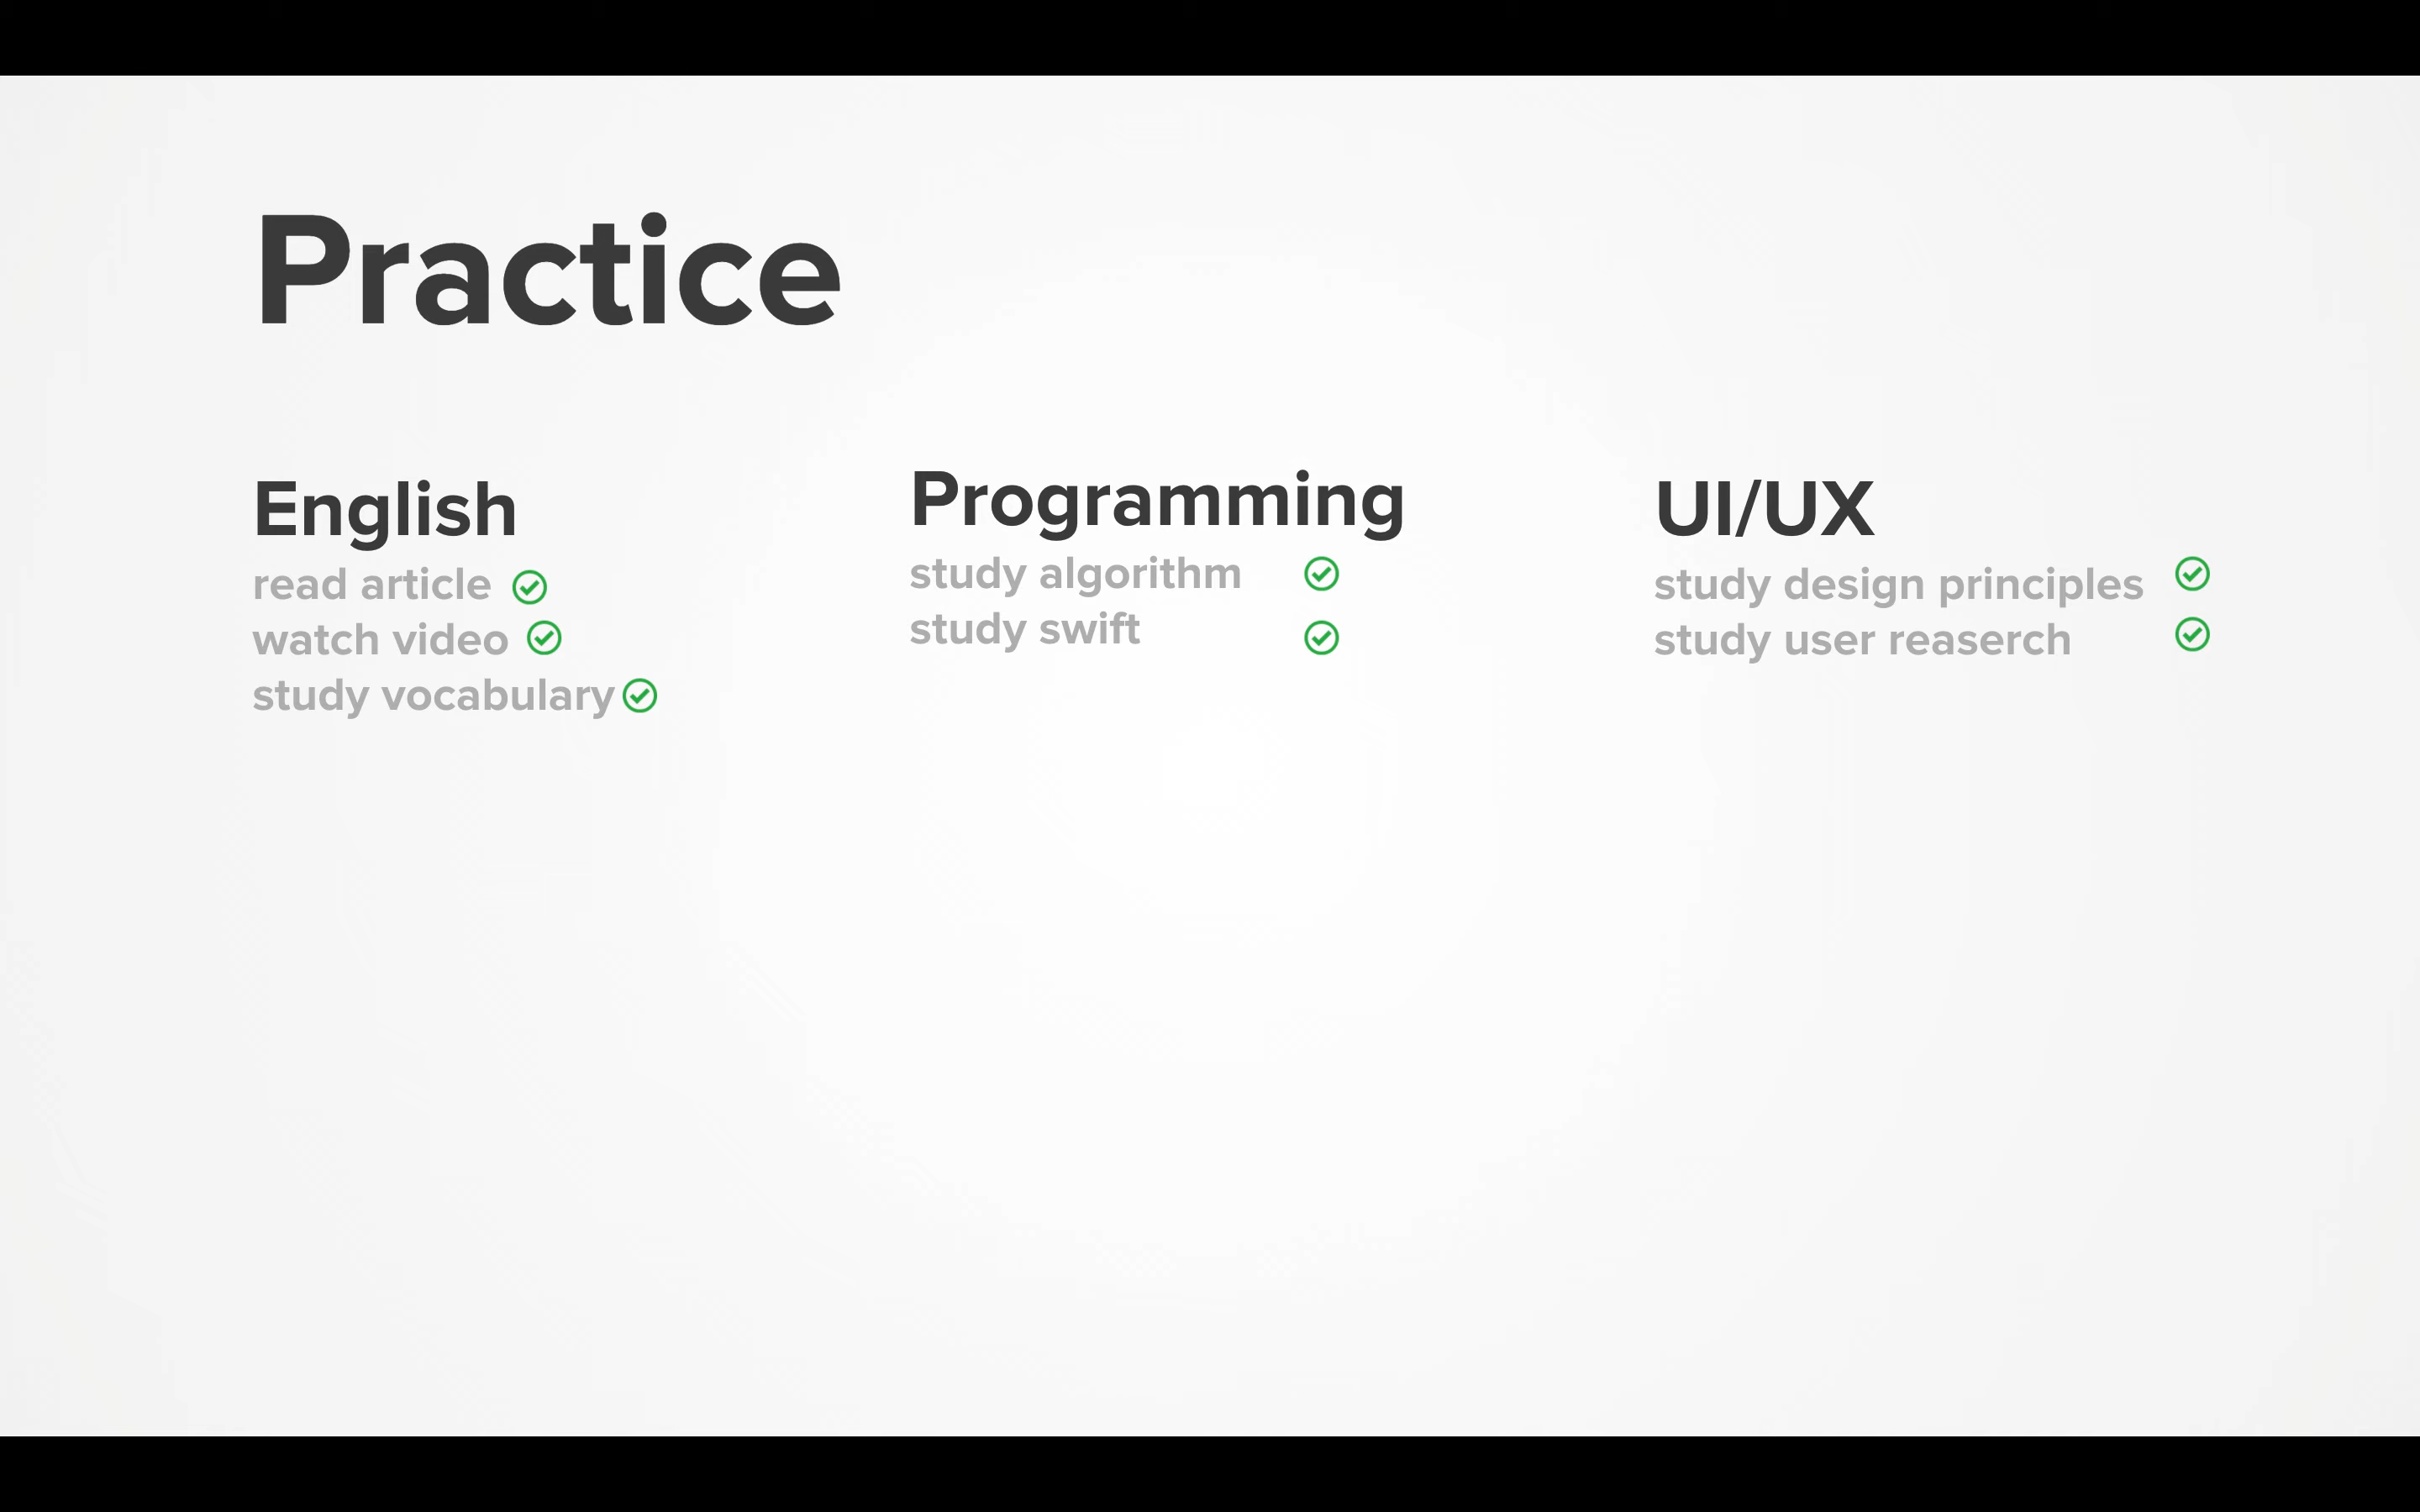 Practice
English
read article
watch video
study vocabulary
Programming
study algorithm
study swift
UI/UX
study design principles
study user reaserch